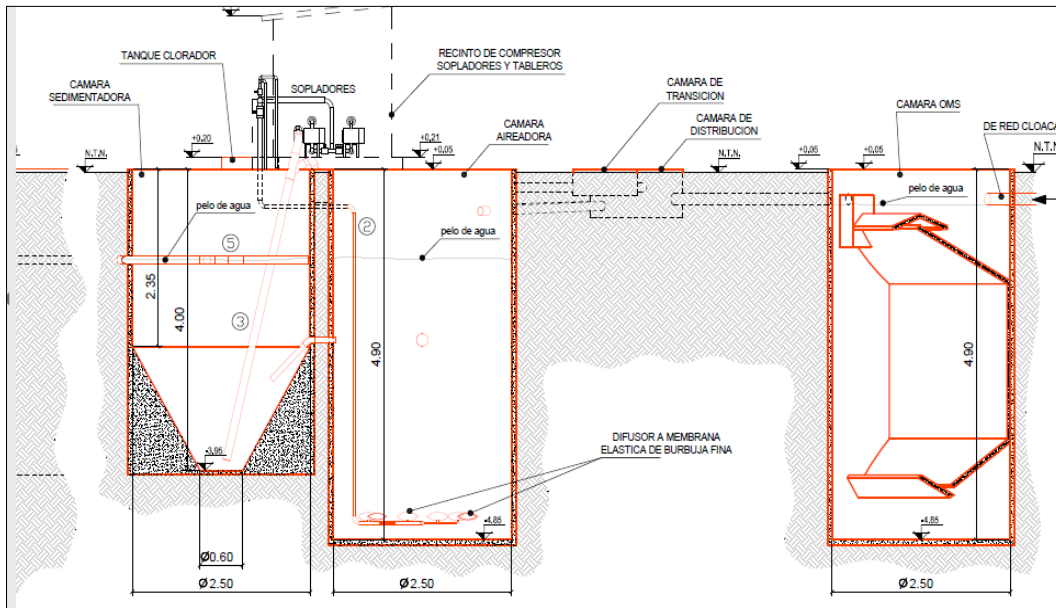 TANQUE CLORADOR
RECINTO DE COMPRESOR
SOPLADORES Y TABLEROS
CAMARA
SEDIMENTADORA
SOPLADORES
CAMARA
AIREADORA
CAMARA DE
TRANSICION
CAMARA DE
DISTRIBUCION
CAMARA OMS
DE RED CLOACA
+0,20
+0,21
+0,05
+0,05
+0,05
N.T.N.
N.T.N.
N.T.N.
pelo de agua
pelo de agua
pelo de agua
2
5
3
2.35
4.00
4.90
4.90
DIFUSOR A MEMBRANA
ELASTICA DE BURBUJA FINA
-3,95
-4.85
-4.85
Ø0.60
Ø2.50
Ø2.50
Ø2.50